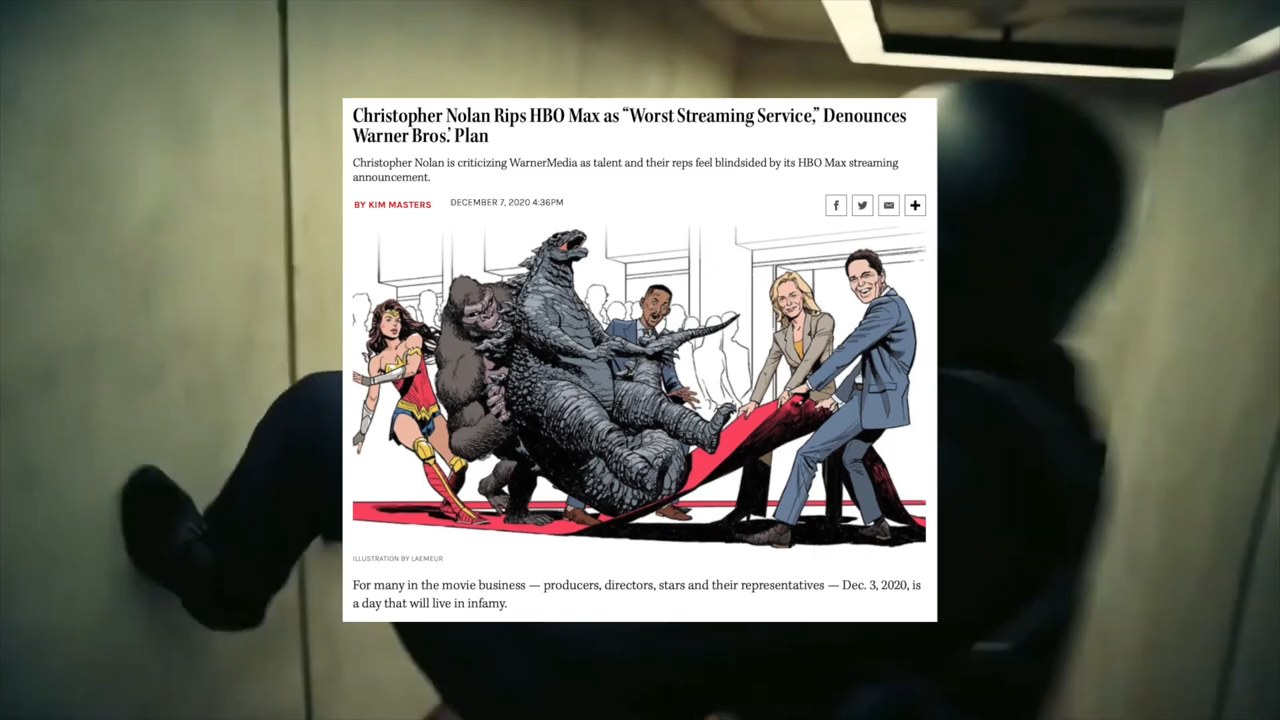 Christopher Nolan Rips HBO Max as “Worst Streaming Service,” Denounces
Warner Bros.’ Plan
Christopher Nolan is criticizing WarnerMedia as talent and their reps feel blindsided by its HBO Max streaming
announcement.
BY KIM MASTERS DECEMBER 7, 2020 4:36PM
ILLUSTRATION BY LAEMEUR
For many in the movie business — producers, directors, stars and their representatives — Dec. 3, 2020, is
a day that will live in infamy.